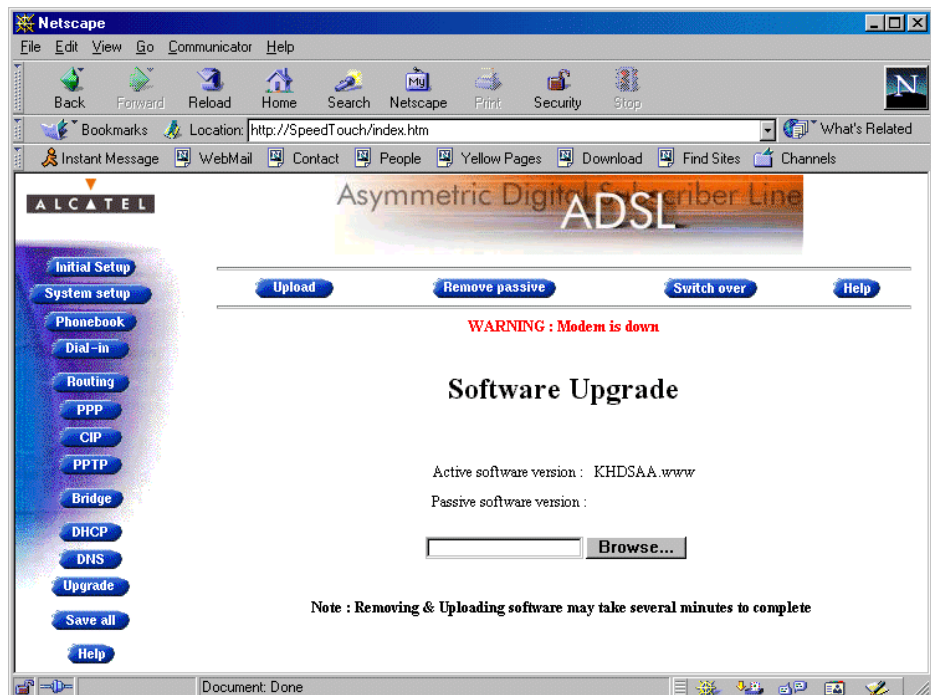 Netscape
File Edit View Go Communicator Help
My
Back Forward Reload Home Search Netscape Print Security Stop
N
Bookmarks Location: http://SpeedTouch/index.htm What's Related
Instant Message WebMail Contact People Yellow Pages Download Find Sites Channels
ALCATEL
Asymmetric Digital Subscriber Line
ADSL
Initial Setup
System setup
Phonebook
Dial-in
Routing
PPP
CIP
PPTP
Bridge
DHCP
DNS
Upgrade
Save all
Help
Upload Remove passive Switch over Help
WARNING : Modem is down
Software Upgrade
Active software version : KHDSAA.www
Passive software version :
Browse...
Note : Removing & Uploading software may take several minutes to complete
Document: Done